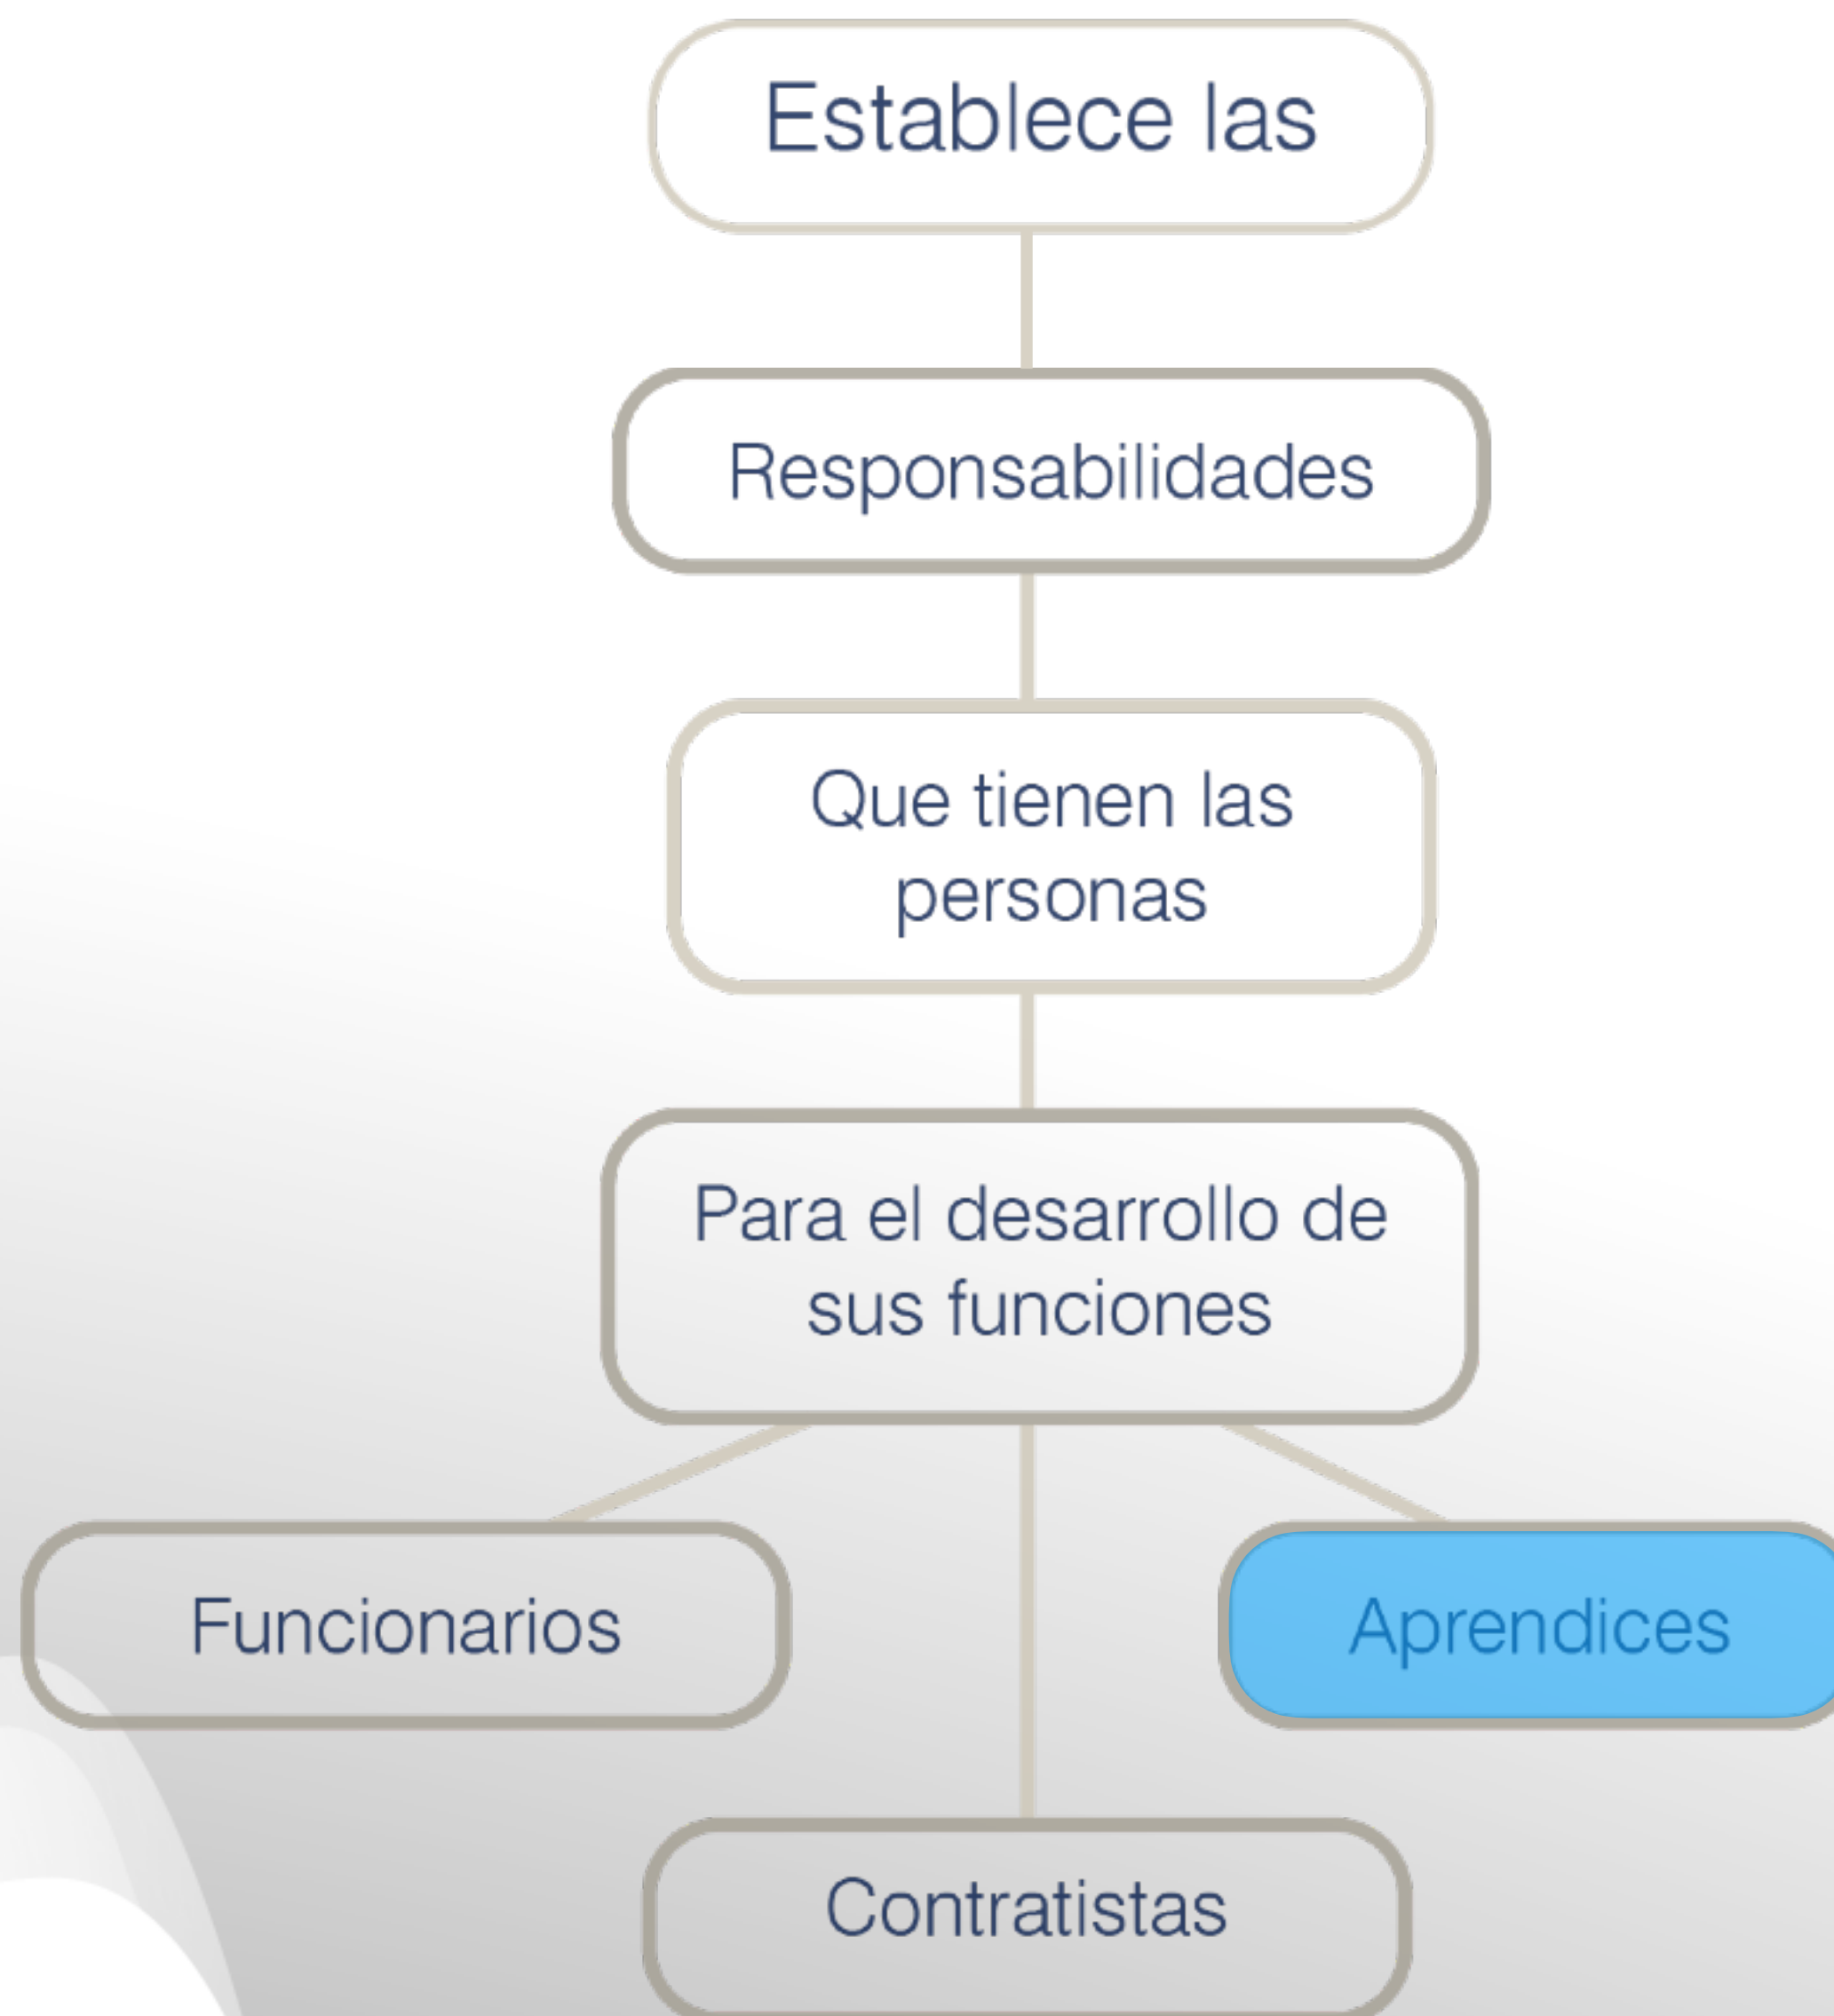 Establece las
Responsabilidades
Que tienen las
personas
Para el desarrollo de
sus funciones
Funcionarios
Aprendices
Contratistas